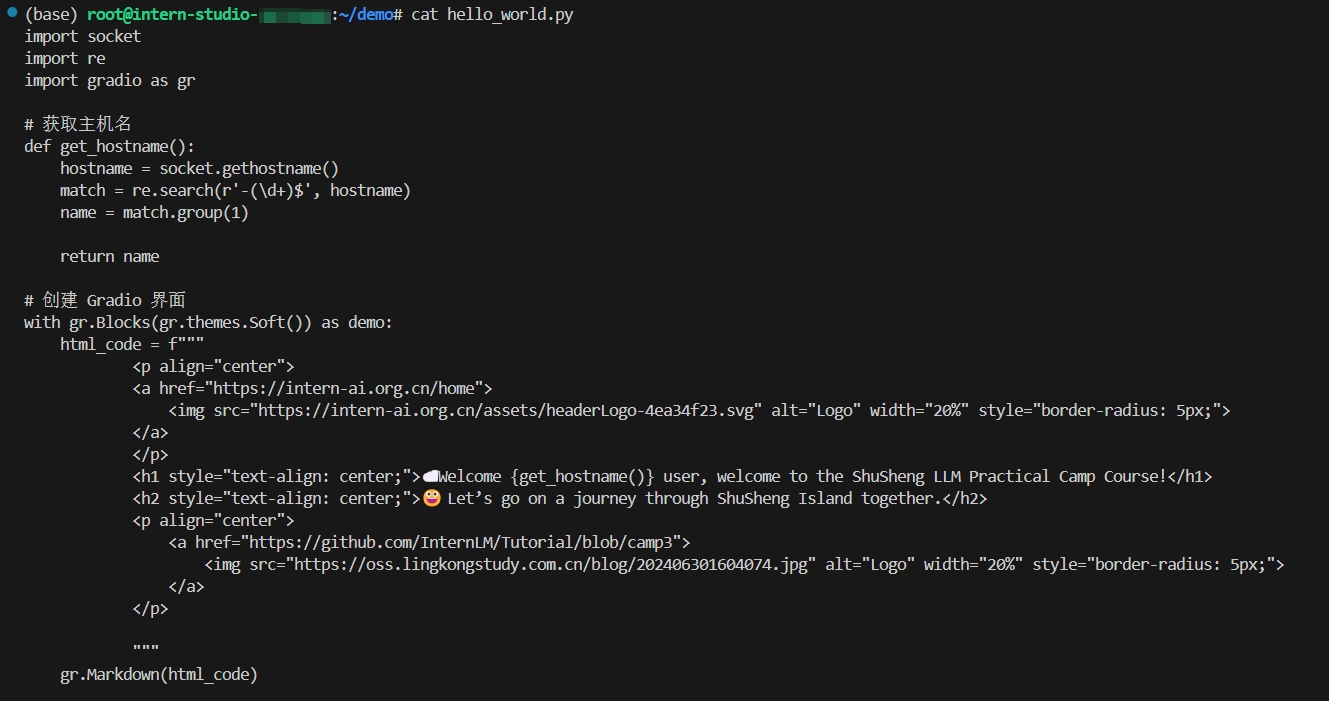 (base) root@intern-studio-:~/demo# cat hello_world.py
import socket
import re
import gradio as gr
# 获取主机名
def get_hostname():
    hostname = socket.gethostname()
    match = re.search(r'-(\d+)$', hostname)
    name = match.group(1)
    return name
# 创建 Gradio 界面
with gr.Blocks(gr.themes.Soft()) as demo:
    html_code = f"""
            <p align="center">
            <a href="https://intern-ai.org.cn/home">
                <img src="https://intern-ai.org.cn/assets/headerLogo-4ea34f23.svg" alt="Logo" width="20%" style="border-radius: 5px;">
            </a>
            </p>
            <h1 style="text-align: center;">☁️Welcome {get_hostname()} user, welcome to the ShuSheng LLM Practical Camp Course!</h1>
            <h2 style="text-align: center;">😀 Let’s go on a journey through ShuSheng Island together.</h2>
            <p align="center">
                <a href="https://github.com/InternLM/Tutorial/blob/camp3">
                    <img src="https://oss.lingkongstudy.com.cn/blog/202406301604074.jpg" alt="Logo" width="20%" style="border-radius: 5px;">
                </a>
            </p>
            """
    gr.Markdown(html_code)